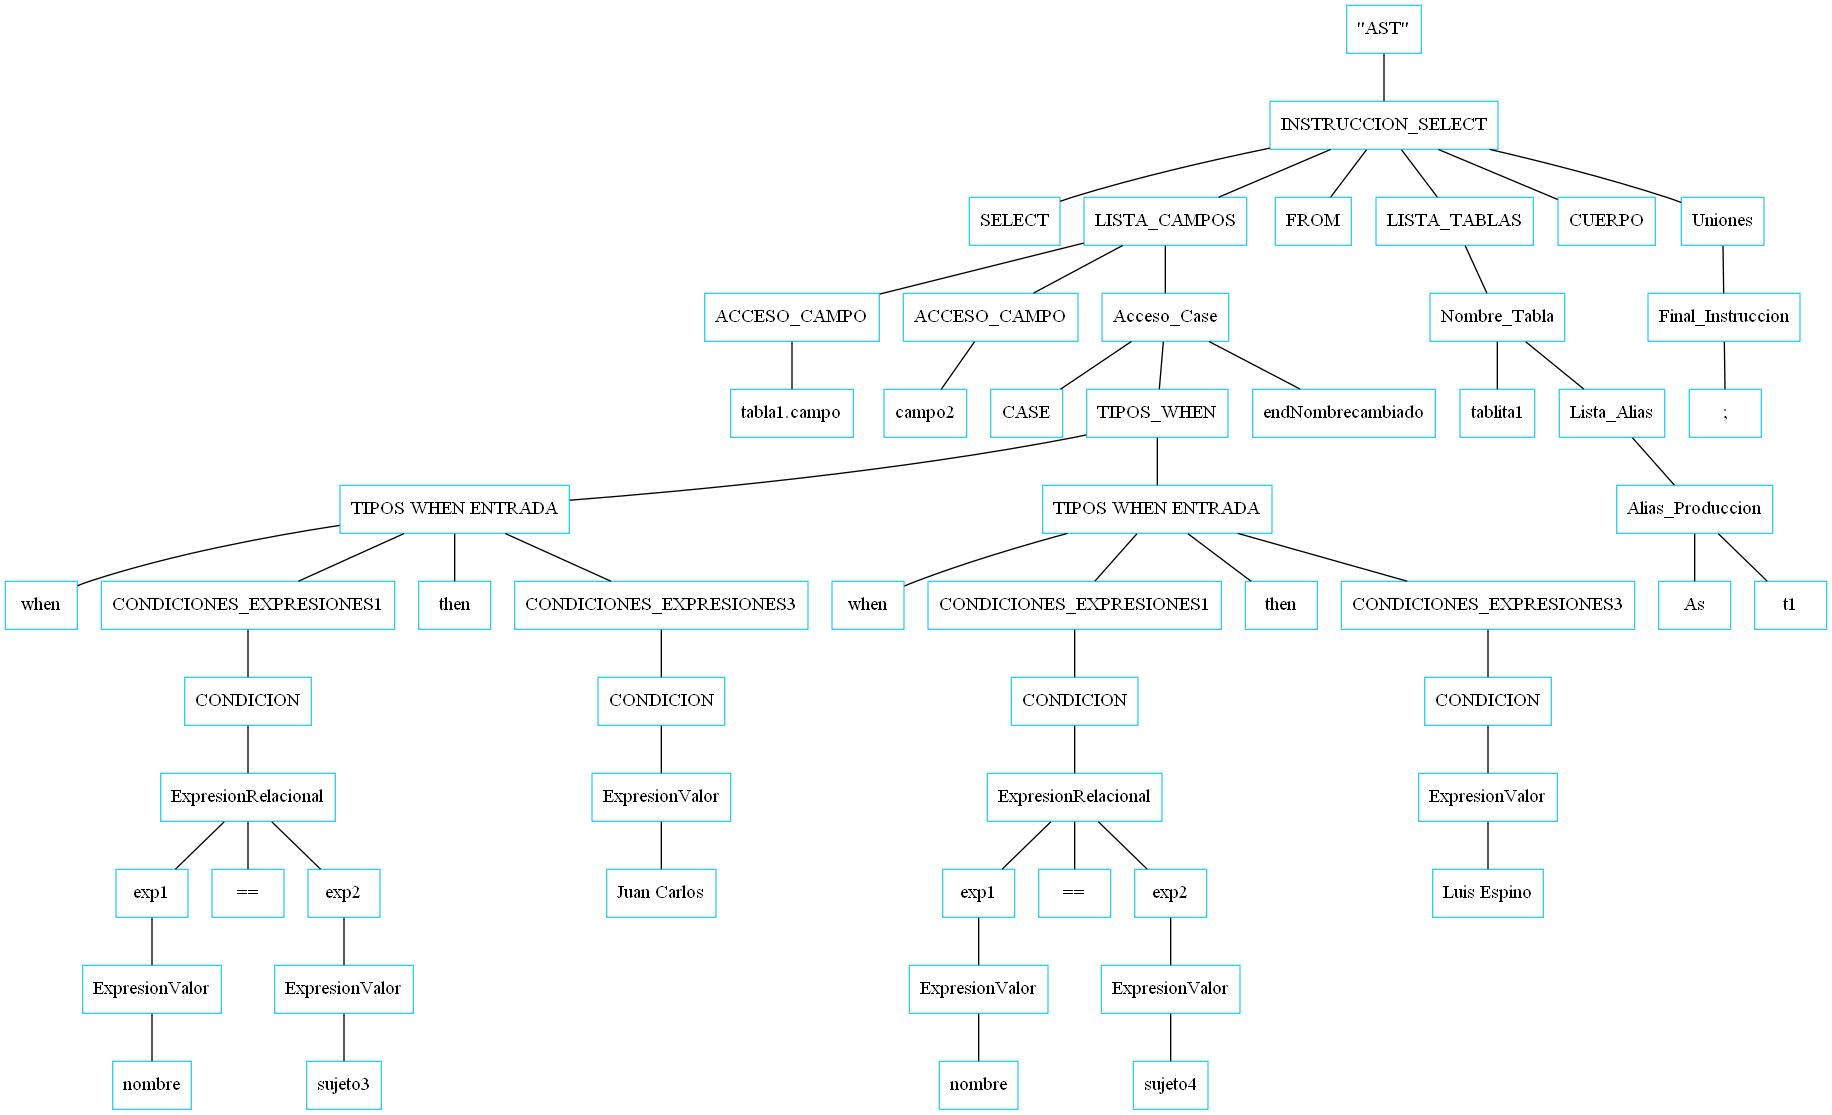 "AST"
INSTRUCCION_SELECT
SELECT
LISTA_CAMPOS
FROM
LISTA_TABLAS
CUERPO
Uniones
ACCESO_CAMPO
ACCESO_CAMPO
Acceso_Case
Nombre_Tabla
Final_Instruccion
tabla1.campo
campo2
CASE
TIPOS_WHEN
endNombrecambiado
tablita1
Lista_Alias
;
TIPOS WHEN ENTRADA
TIPOS WHEN ENTRADA
Alias_Produccion
when
CONDICIONES_EXPRESIONES1
then
CONDICIONES_EXPRESIONES3
when
CONDICIONES_EXPRESIONES1
then
CONDICIONES_EXPRESIONES3
As
t1
CONDICION
CONDICION
CONDICION
CONDICION
ExpresionRelacional
ExpresionValor
ExpresionRelacional
ExpresionValor
exp1
==
exp2
Juan Carlos
exp1
==
exp2
Luis Espino
ExpresionValor
ExpresionValor
ExpresionValor
ExpresionValor
nombre
sujeto3
nombre
sujeto4